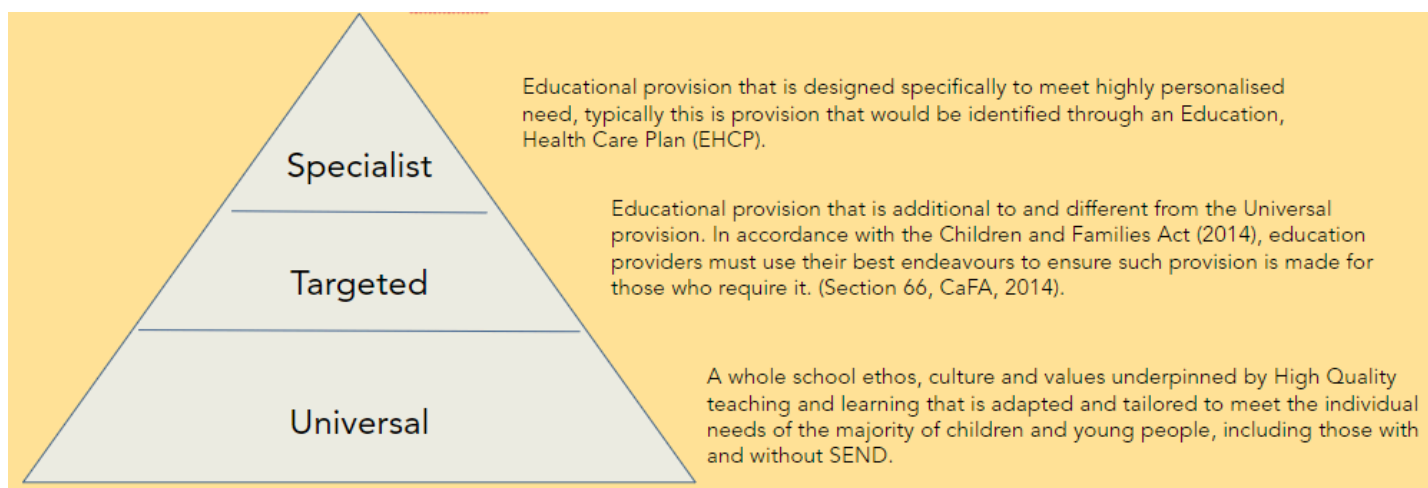 Specialist
Educational provision that is designed specifically to meet highly personalised
need, typically this is provision that would be identified through an Education,
Health Care Plan (EHCP).
Targeted
Educational provision that is additional to and different from the Universal
provision. In accordance with the Children and Families Act (2014), education
providers must use their best endeavours to ensure such provision is made for
those who require it. (Section 66, CaFA, 2014).
Universal
A whole school ethos, culture and values underpinned by High Quality
teaching and learning that is adapted and tailored to meet the individual
needs of the majority of children and young people, including those with
and without SEND.